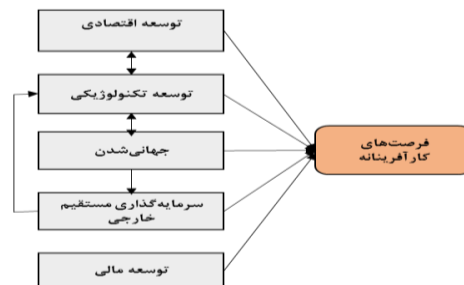 توسعه اقتصادی
توسعه تکنولوژیکی
جهانی‌شدن
سرمایه‌گذاری مستقیم
خارجی
توسعه مالی
فرصت‌های
کارآفرینانه